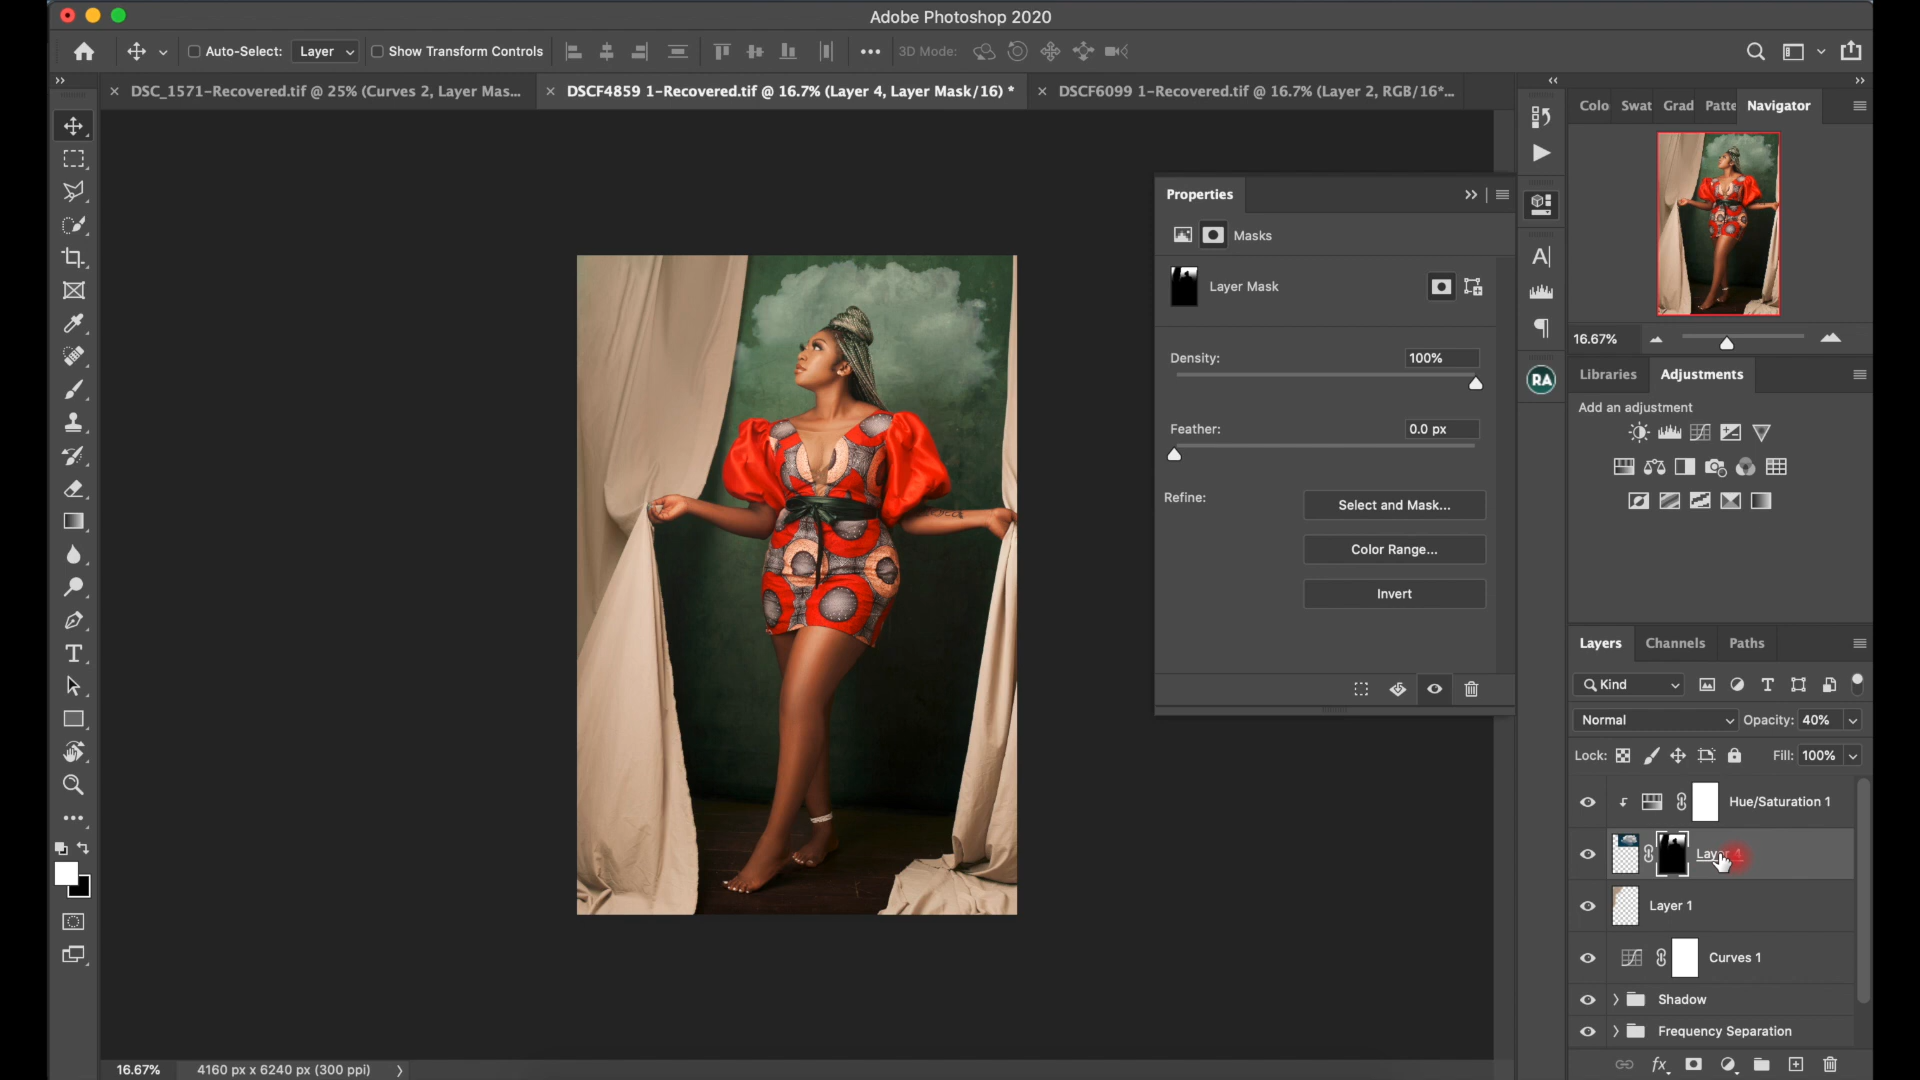 Adobe Photoshop 2020
Auto-Select: Layer Show Transform Controls 3D Mode:
DSC_1571-Recovered.tif @ 25% (Curves 2, Layer Mas...
DSCF4859 1-Recovered.tif @ 16.7% (Layer 4, Layer Mask/16) *
DSCF6099 1-Recovered.tif @ 16.7% (Layer 2, RGB/16*...
Colo Swat Grad Patte Navigator
16.67%
Properties
Masks
Layer Mask
Density: 100%
Feather: 0.0 px
Refine:
Select and Mask...
Color Range...
Invert
RA
Libraries Adjustments
Add an adjustment
Layers Channels Paths
Kind
Normal Opacity: 40%
Lock: Fill: 100%
Hue/Saturation 1
Layer 4
Layer 1
Curves 1
Shadow
Frequency Separation
16.67% 4160 px x 6240 px (300 ppi)